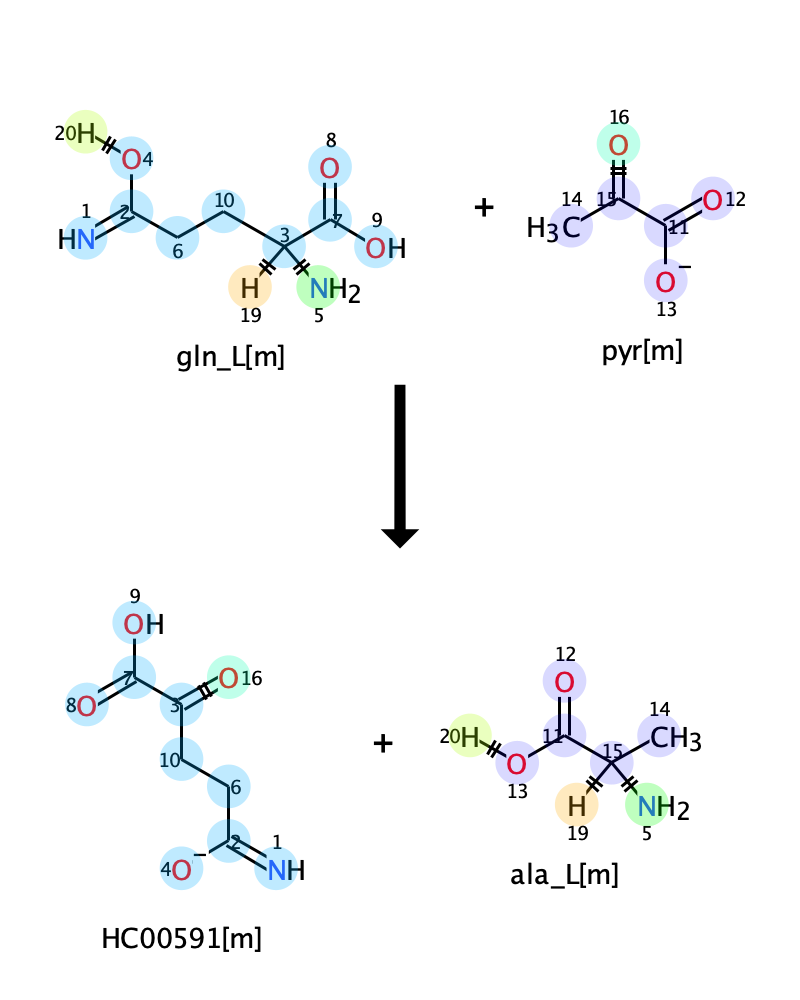 16
20H
O4
8
O
O
1
2
10
14
15
O12
HN
6
3
7
9
OH
H3C
11
+
H
NH2
O−
19
5
13
gln_L[m]
pyr[m]
9
OH
12
O
8O
7
3
O16
14
20H
11
15
CH3
+
10
O
6
13
H
NH2
19
5
2
1
4O−
NH
ala_L[m]
HC00591[m]